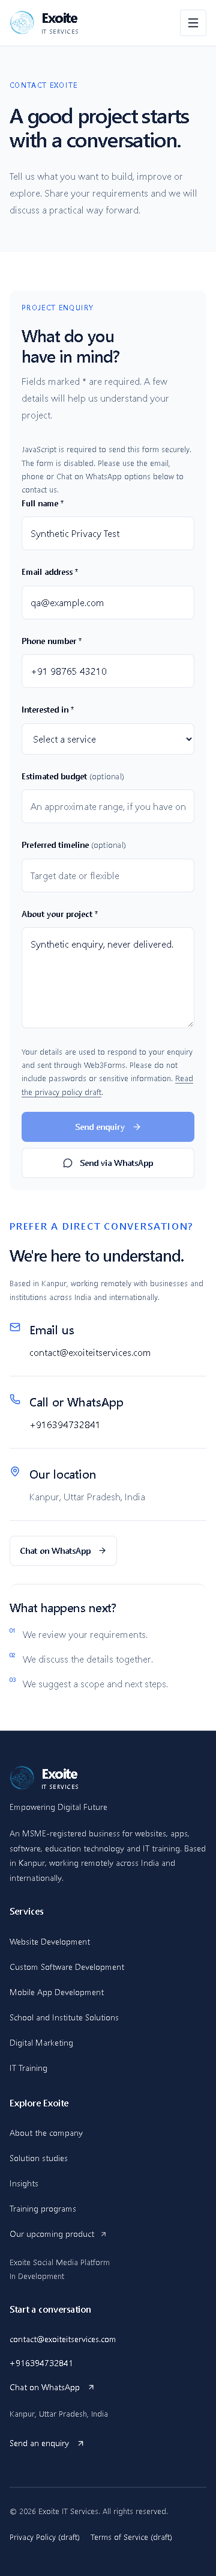 Exoite
IT SERVICES
CONTACT EXOITE
A good project starts
with a conversation.
Tell us what you want to build, improve or
explore. Share your requirements and we will
discuss a practical way forward.
PROJECT ENQUIRY
What do you
have in mind?
Fields marked * are required. A few
details will help us understand your
project.
JavaScript is required to send this form securely.
The form is disabled. Please use the email,
phone or Chat on WhatsApp options below to
contact us.
Full name *
Synthetic Privacy Test
Email address *
qa@example.com
Phone number *
+91 98765 43210
Interested in *
Select a service
Estimated budget (optional)
An approximate range, if you have on
Preferred timeline (optional)
Target date or flexible
About your project *
Synthetic enquiry, never delivered.
Your details are used to respond to your enquiry
and sent through Web3Forms. Please do not
include passwords or sensitive information. Read
the privacy policy draft.
Send enquiry
Send via WhatsApp
PREFER A DIRECT CONVERSATION?
We're here to understand.
Based in Kanpur, working remotely with businesses and
institutions across India and internationally.
Email us
contact@exoiteitservices.com
Call or WhatsApp
+916394732841
Our location
Kanpur, Uttar Pradesh, India
Chat on WhatsApp
What happens next?
01 We review your requirements.
02 We discuss the details together.
03 We suggest a scope and next steps.
Exoite
IT SERVICES
Empowering Digital Future
An MSME-registered business for websites, apps,
software, education technology and IT training. Based
in Kanpur, working remotely across India and
internationally.
Services
Website Development
Custom Software Development
Mobile App Development
School and Institute Solutions
Digital Marketing
IT Training
Explore Exoite
About the company
Solution studies
Insights
Training programs
Our upcoming product
Exoite Social Media Platform
In Development
Start a conversation
contact@exoiteitservices.com
+916394732841
Chat on WhatsApp
Kanpur, Uttar Pradesh, India
Send an enquiry
© 2026 Exoite IT Services. All rights reserved.
Privacy Policy (draft) Terms of Service (draft)